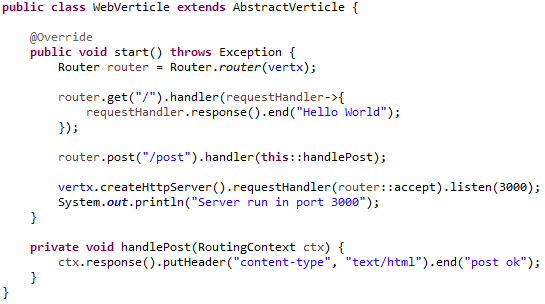 public class WebVerticle extends AbstractVerticle {
@Override
public void start() throws Exception {
Router router = Router.router(vertx);
router.get("/").handler(requestHandler->{
requestHandler.response().end("Hello World");
});
router.post("/post").handler(this::handlePost);
vertx.createHttpServer().requestHandler(router::accept).listen(3000);
System.out.println("Server run in port 3000");
}
private void handlePost(RoutingContext ctx) {
ctx.response().putHeader("content-type", "text/html").end("post ok");
}
}